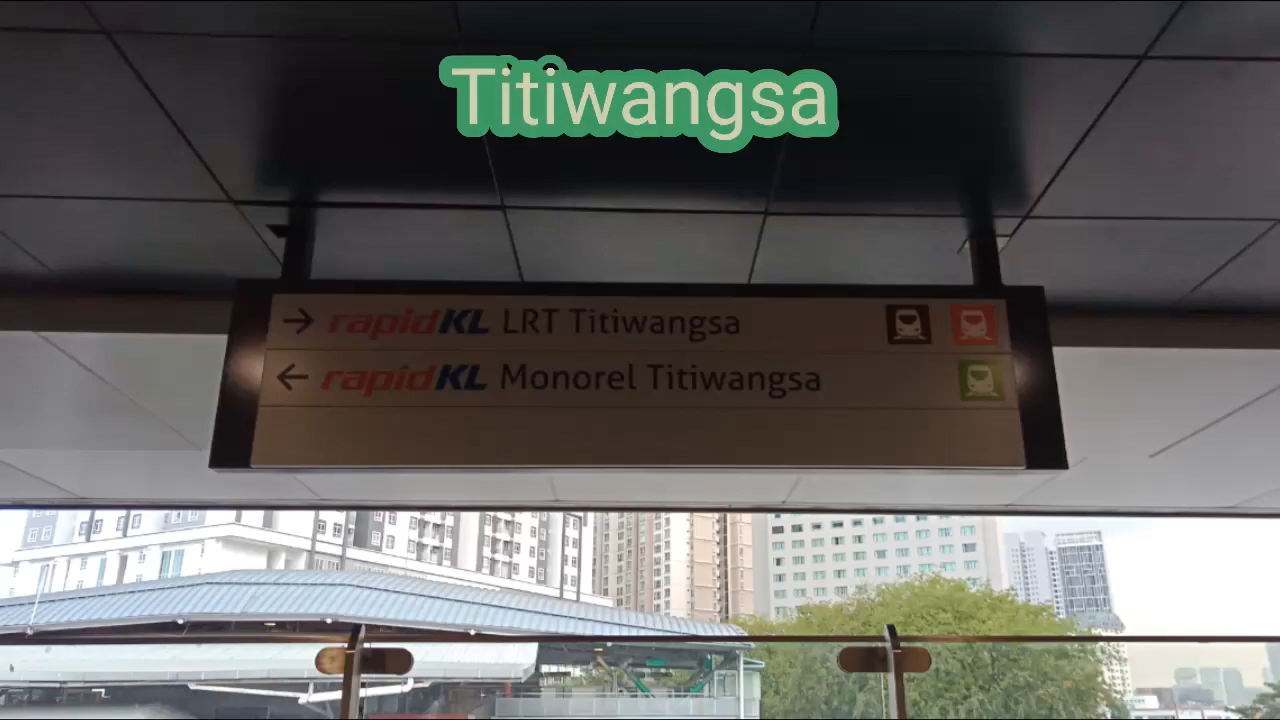 Titiwangsa
→ rapidKL LRT Titiwangsa
← rapidKL Monorel Titiwangsa